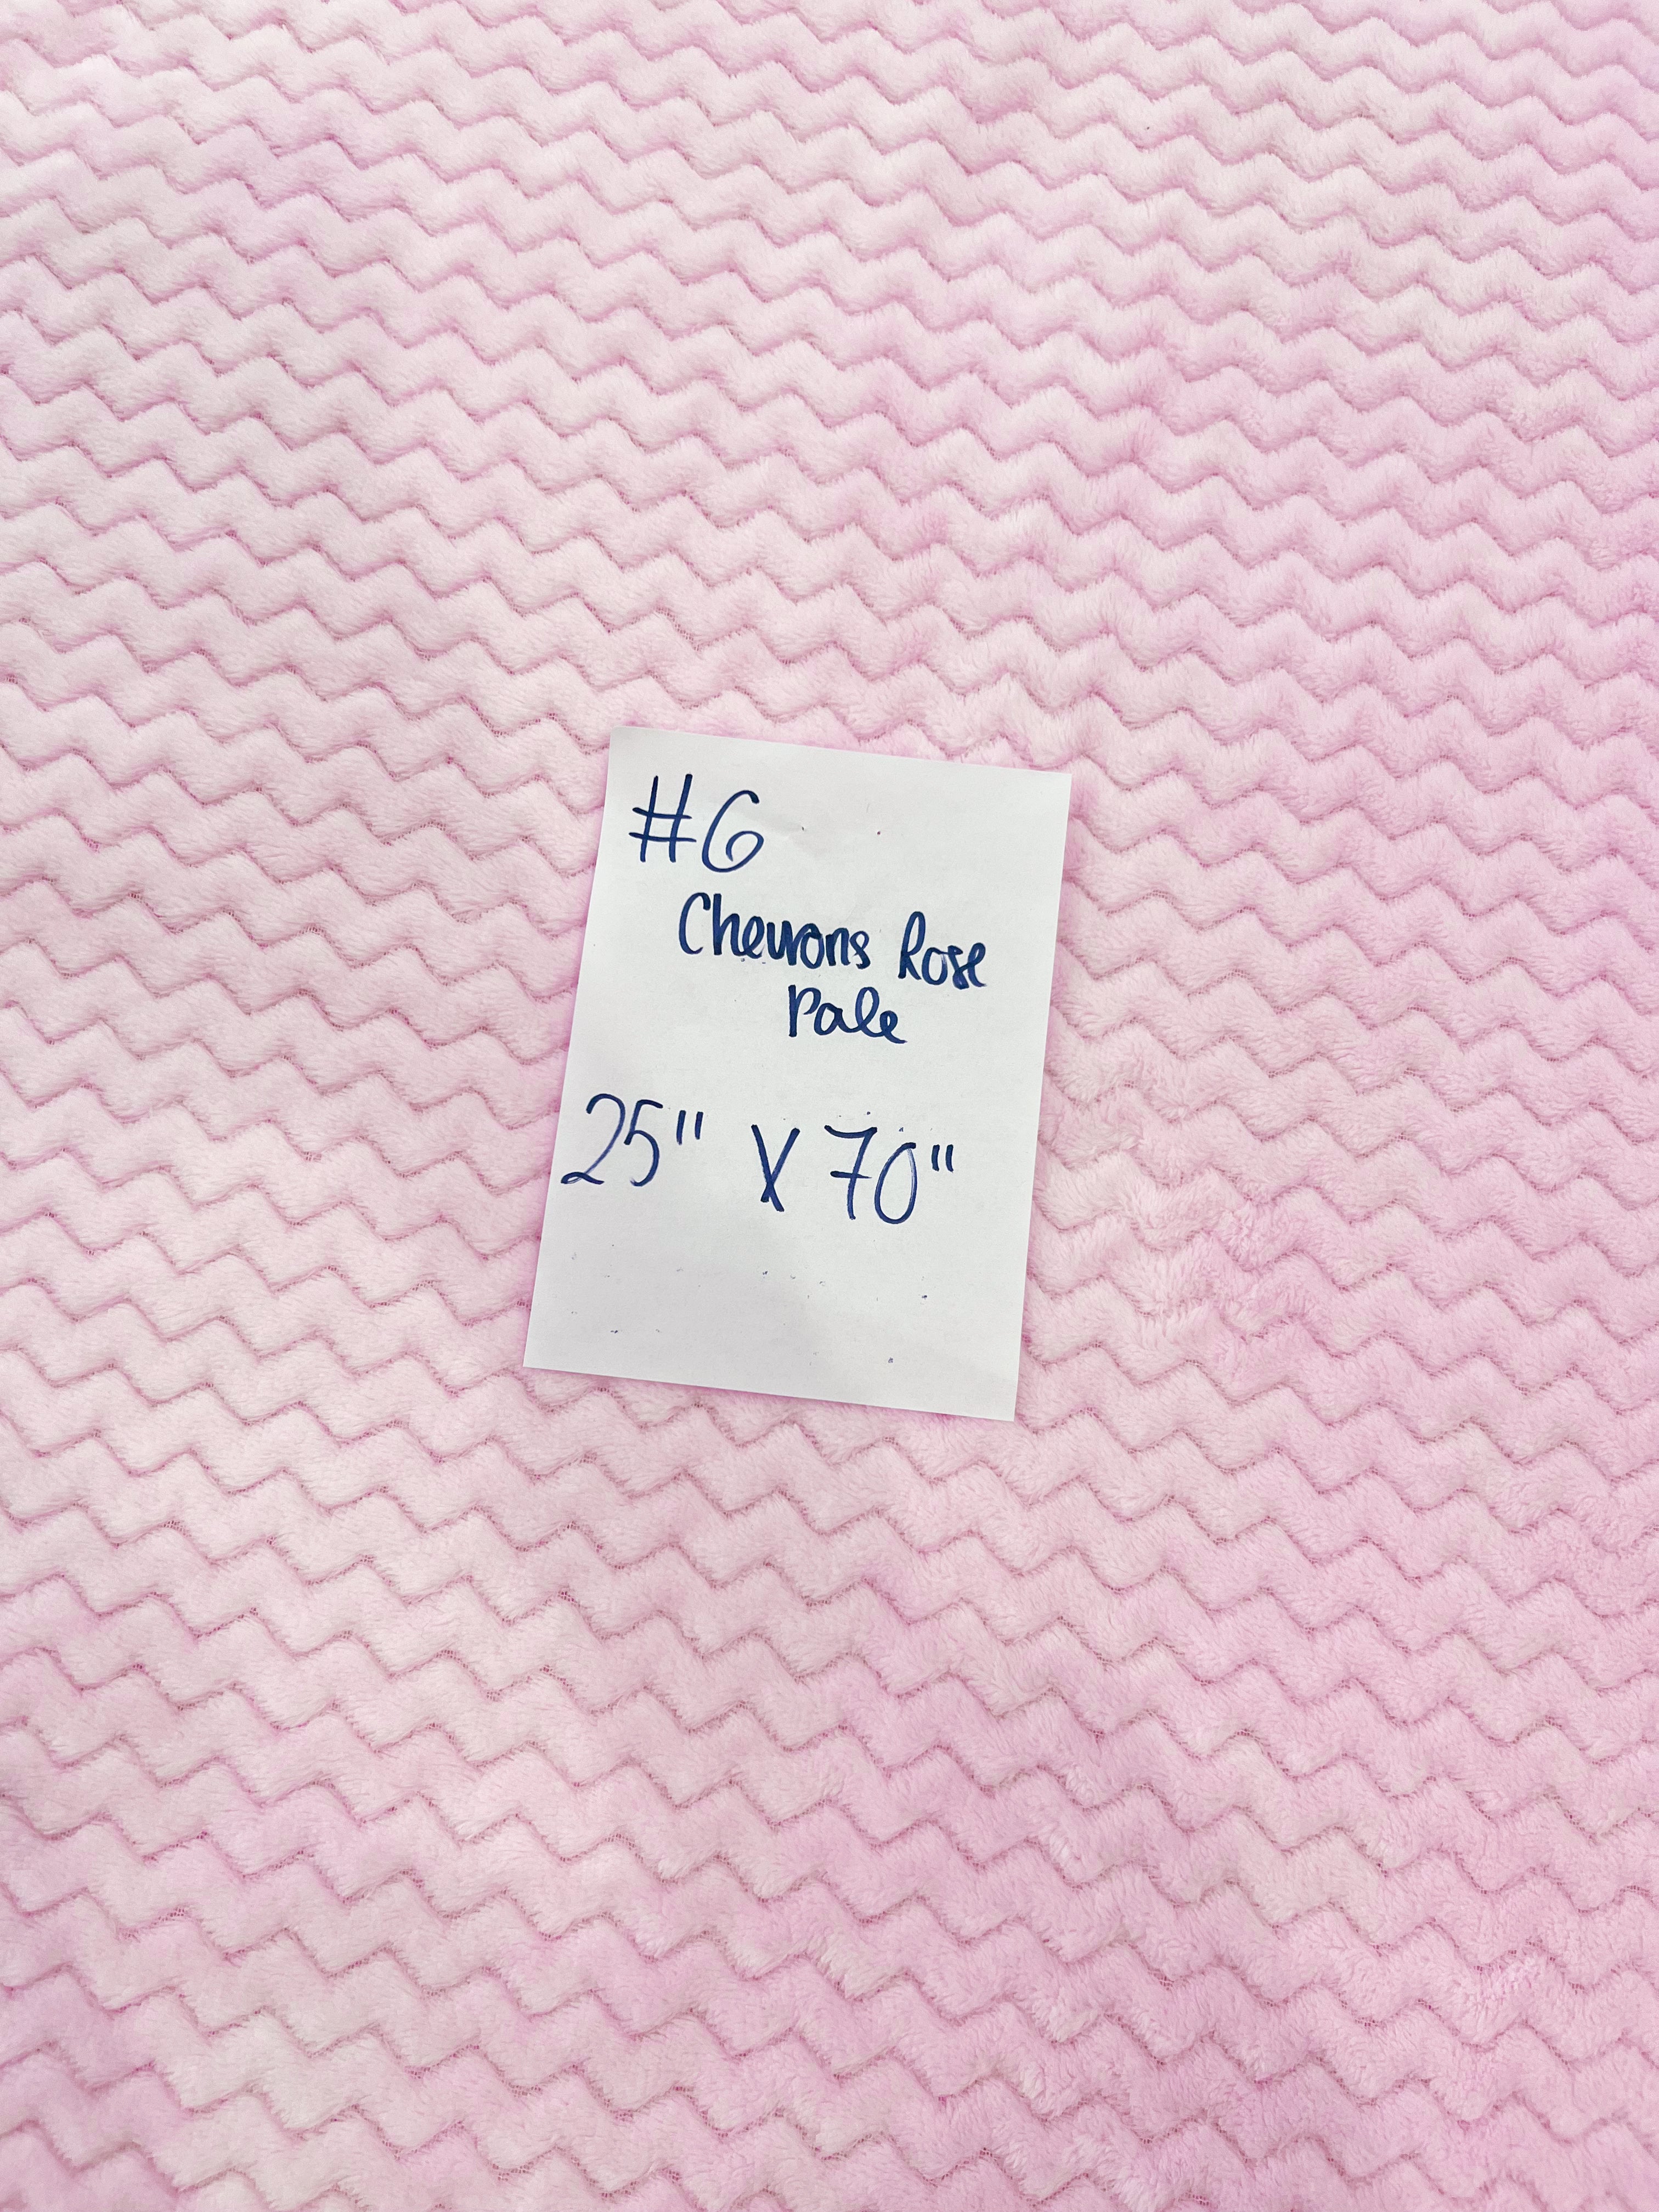 #6
Chevrons Rose
Pale
25" X 70"